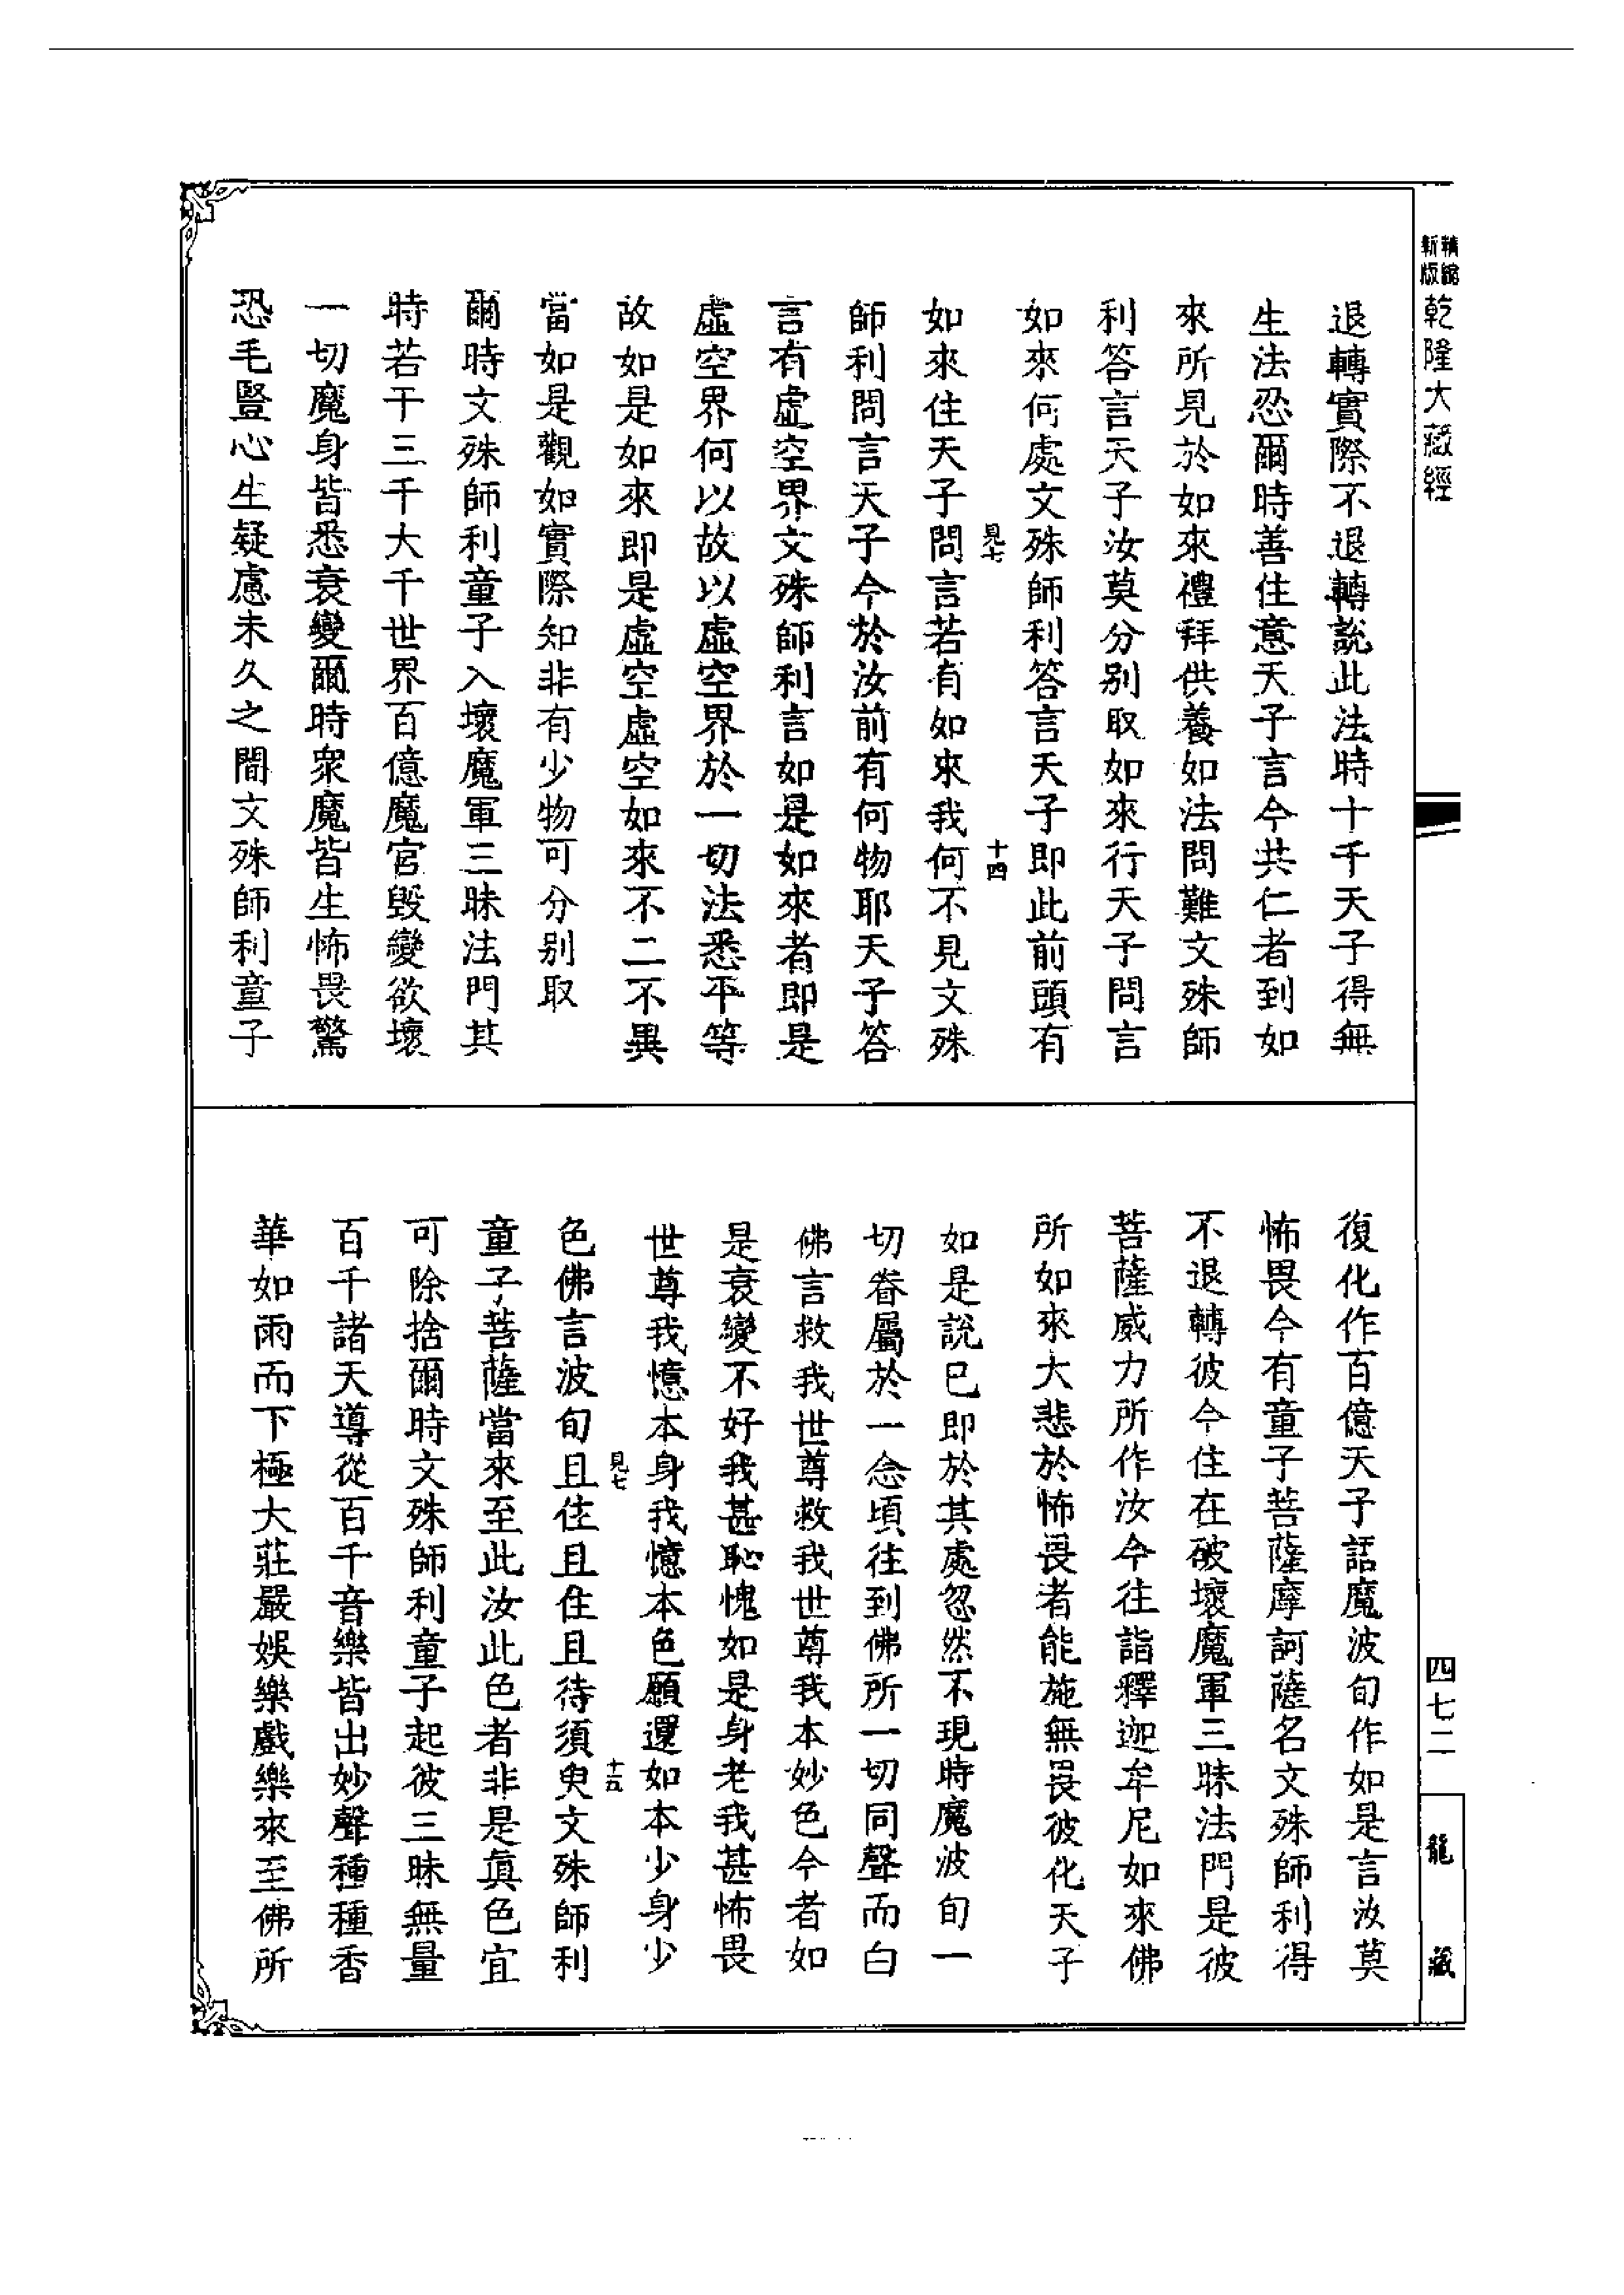 精縮新版乾隆大藏經
退轉實際不退轉說此法時十千天子得無
生法忍爾時善住意天子言今共仁者到如
來所見於如來禮拜供養如法問難文殊師
利答言天子汝莫分別取如來行天子問言
如來何處文殊師利答言天子即此前頭有
見七 十四
如來住天子問言若有如來我何不見文殊
師利問言天子今於汝前有何物耶天子答
言有虛空界文殊師利言如是如來者即是
虛空界何以故以虛空界於一切法悉平等
故如是如來即是虛空虛空如來不二不異
當如是觀如實際知非有少物可分別取
爾時文殊師利童子入壞魔軍三昧法門其
時若干三千大千世界百億魔宮毀變欲壞
一切魔身皆悉衰變爾時衆魔皆生怖畏驚
恐毛豎心生疑慮未久之間文殊師利童子
復化作百億天子語魔波旬作如是言汝莫
怖畏今有童子菩薩摩訶薩名文殊師利得
不退轉彼今住在破壞魔軍三昧法門是彼
菩薩威力所作汝今往詣釋迦牟尼如來佛
所如來大悲於怖畏者能施無畏彼化天子
如是說已即於其處忽然不現時魔波旬一
切眷屬於一念頃往到佛所一切同聲而白
佛言救我世尊救我世尊我本妙色今者如
是衰變不好我甚恥愧如是身老我甚怖畏
世尊我憶本身我憶本色願還如本少身少
見七 十五
色佛言波旬且住且住且待須臾文殊師利
童子菩薩當來至此汝此色者非是真色宜
可除捨爾時文殊師利童子起彼三昧無量
百千諸天導從百千音樂皆出妙聲種種香
華如雨而下極大莊嚴娛樂戲樂來至佛所
四七二
龍藏